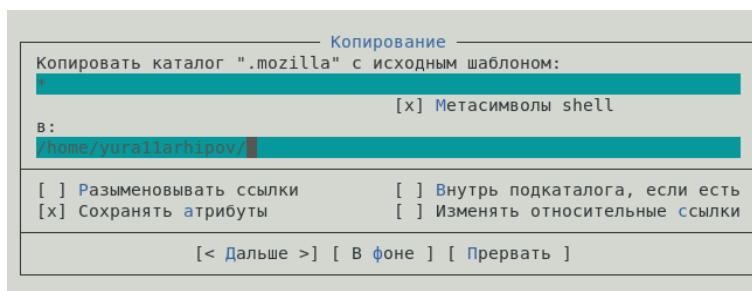 Копирование
Копировать каталог ".mozilla" с исходным шаблоном:
*
[x] Метасимволы shell
в:
/home/yura11arhipov/
[ ] Разыменовывать ссылки [ ] Внутрь подкаталога, если есть
[x] Сохранять атрибуты [ ] Изменять относительные ссылки
[< Дальше >] [ В фоне ] [ Прервать ]